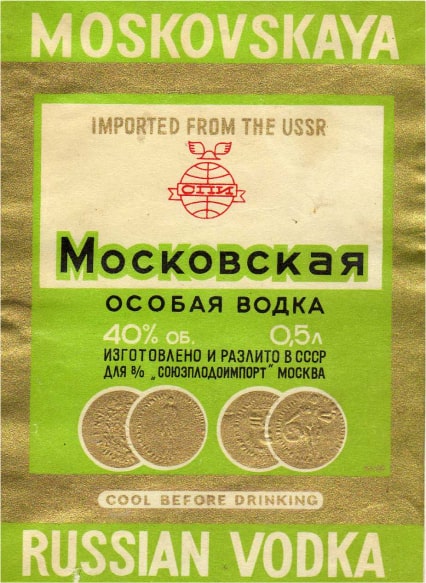 MOSKOVSKAYA
IMPORTED FROM THE USSR
СПИ
Московская
ОСОБАЯ ВОДКА
40% ОБ. 0,5л
ИЗГОТОВЛЕНО И РАЗЛИТО В СССР
ДЛЯ В/О „СОЮЗПЛОДОИМПОРТ" МОСКВА
COOL BEFORE DRINKING
RUSSIAN VODKA